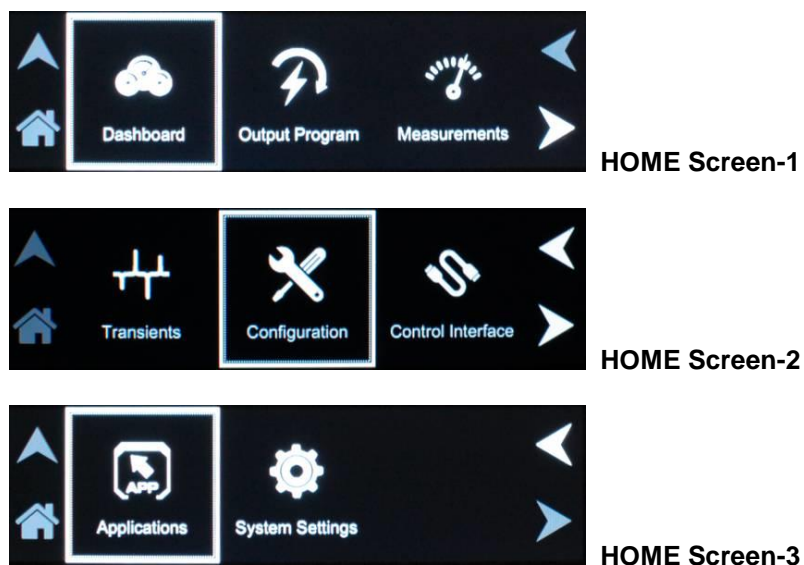 Dashboard Output Program Measurements
HOME Screen-1
Transients Configuration Control Interface
HOME Screen-2
APP
Applications System Settings
HOME Screen-3